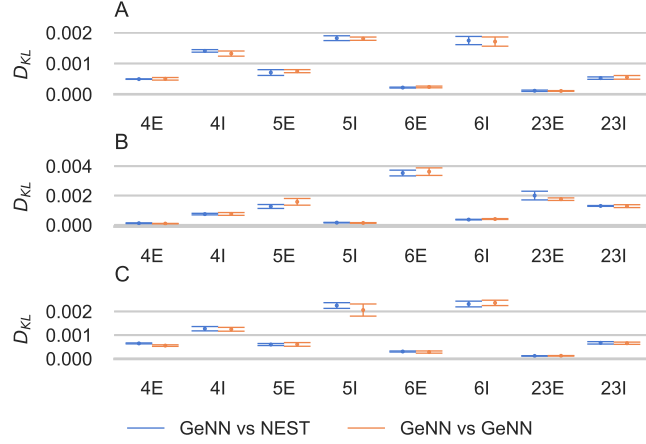 A
0.002
0.001
0.000
D_KL
4E 4I 5E 5I 6E 6I 23E 23I
B
0.004
0.002
0.000
D_KL
4E 4I 5E 5I 6E 6I 23E 23I
C
0.002
0.001
0.000
D_KL
4E 4I 5E 5I 6E 6I 23E 23I
GeNN vs NEST GeNN vs GeNN